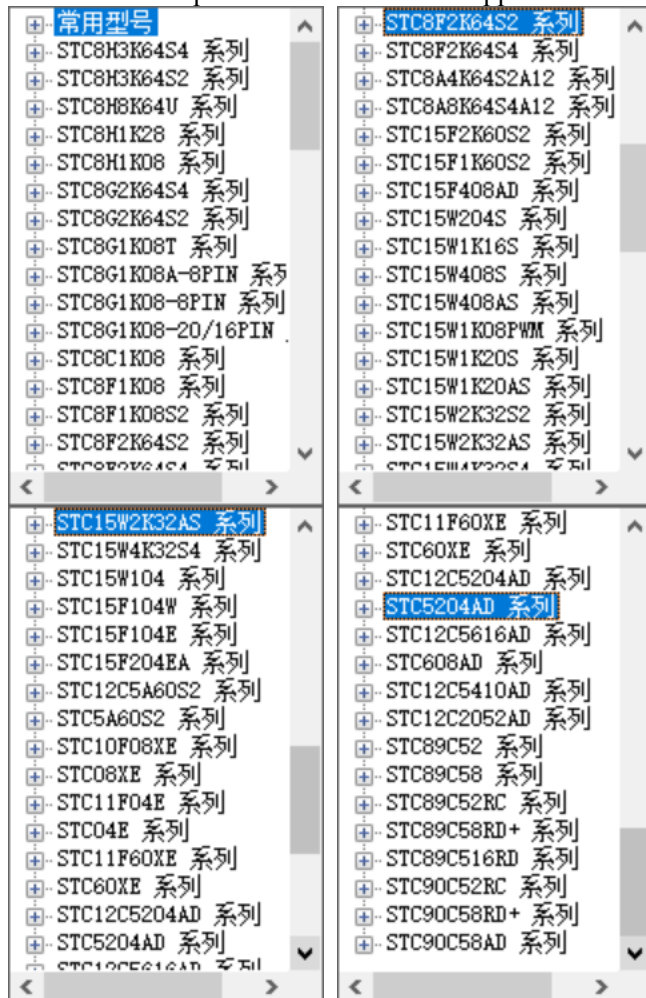 常用型号
STC8H3K64S4 系列
STC8H3K64S2 系列
STC8H8K64U 系列
STC8H1K28 系列
STC8H1K08 系列
STC8G2K64S4 系列
STC8G2K64S2 系列
STC8G1K08T 系列
STC8G1K08A-8PIN 系列
STC8G1K08-8PIN 系列
STC8G1K08-20/16PIN
STC8C1K08 系列
STC8F1K08 系列
STC8F1K08S2 系列
STC8F2K64S2 系列
STC8F2K64S4 系列
STC8F2K64S2 系列
STC8F2K64S4 系列
STC8A4K64S2A12 系列
STC8A8K64S4A12 系列
STC15F2K60S2 系列
STC15F1K60S2 系列
STC15F408AD 系列
STC15W204S 系列
STC15W1K16S 系列
STC15W408S 系列
STC15W408AS 系列
STC15W1K08PWM 系列
STC15W1K20S 系列
STC15W1K20AS 系列
STC15W2K32S2 系列
STC15W2K32AS 系列
STC15W4K32S4 系列
STC15W2K32AS 系列
STC15W4K32S4 系列
STC15W104 系列
STC15F104W 系列
STC15F104E 系列
STC15F204EA 系列
STC12C5A60S2 系列
STC5A60S2 系列
STC10F08XE 系列
STC08XE 系列
STC11F04E 系列
STC04E 系列
STC11F60XE 系列
STC60XE 系列
STC12C5204AD 系列
STC5204AD 系列
STC12C5616AD 系列
STC11F60XE 系列
STC60XE 系列
STC12C5204AD 系列
STC5204AD 系列
STC12C5616AD 系列
STC608AD 系列
STC12C5410AD 系列
STC12C2052AD 系列
STC89C52 系列
STC89C58 系列
STC89C52RC 系列
STC89C58RD+ 系列
STC89C516RD 系列
STC90C52RC 系列
STC90C58RD+ 系列
STC90C58AD 系列